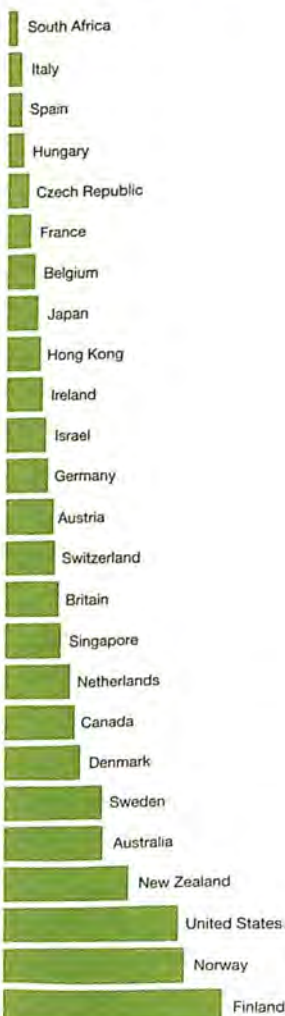 South Africa
Italy
Spain
Hungary
Czech Republic
France
Belgium
Japan
Hong Kong
Ireland
Israel
Germany
Austria
Switzerland
Britain
Singapore
Netherlands
Canada
Denmark
Sweden
Australia
New Zealand
United States
Norway
Finland